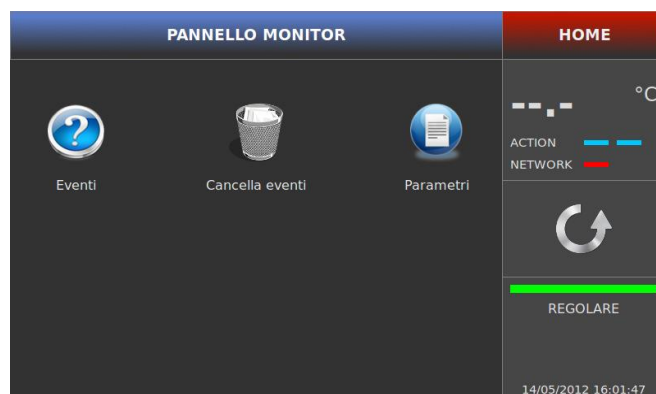 PANNELLO MONITOR
HOME
--.- °C
ACTION
NETWORK
Eventi
Cancella eventi
Parametri
REGOLARE
14/05/2012 16:01:47